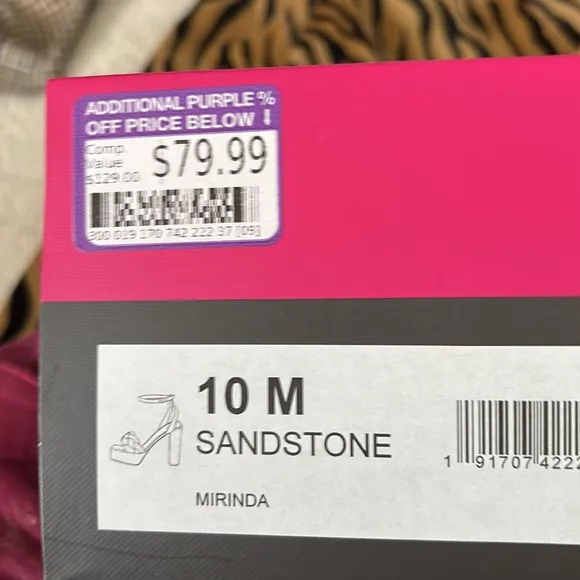 ADDITIONAL PURPLE %
OFF PRICE BELOW ↓
Comp.
Value
$129.00
$79.99
300 019 170 742 222 37 [09]
10 M
SANDSTONE
MIRINDA
1 91707 4222